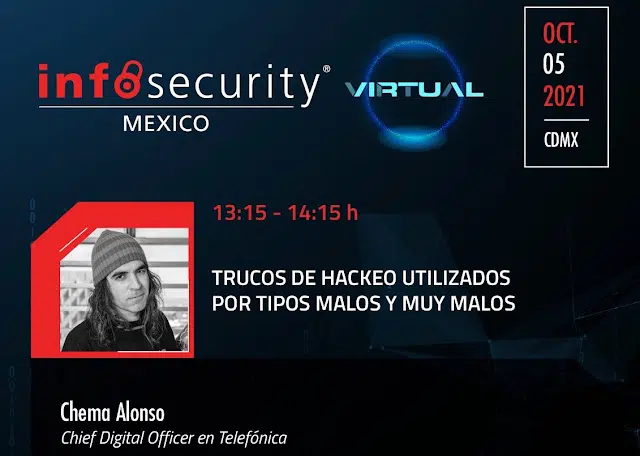 infosecurity®
MEXICO
VIRTUAL
OCT.
05
2021
CDMX
13:15 - 14:15 h
TRUCOS DE HACKEO UTILIZADOS
POR TIPOS MALOS Y MUY MALOS
Chema Alonso
Chief Digital Officer en Telefónica